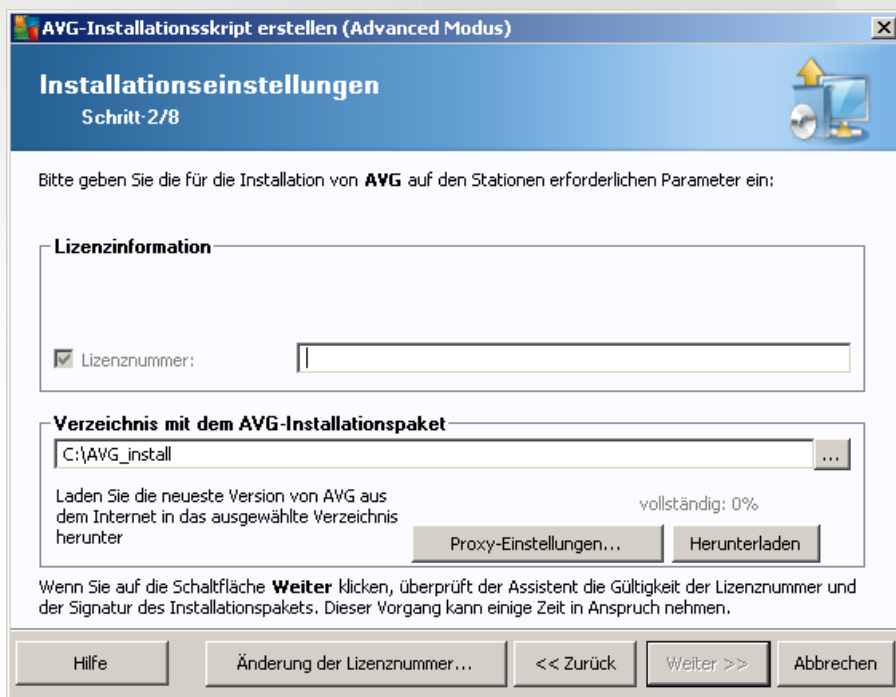 AVG-Installationsskript erstellen (Advanced Modus)
Installationseinstellungen
Schritt-2/8
Bitte geben Sie die für die Installation von AVG auf den Stationen erforderlichen Parameter ein:
Lizenzinformation
Lizenznummer:
Verzeichnis mit dem AVG-Installationspaket
C:\AVG_install
...
Laden Sie die neueste Version von AVG aus
dem Internet in das ausgewählte Verzeichnis
herunter
vollständig: 0%
Proxy-Einstellungen...
Herunterladen
Wenn Sie auf die Schaltfläche Weiter klicken, überprüft der Assistent die Gültigkeit der Lizenznummer und
der Signatur des Installationspakets. Dieser Vorgang kann einige Zeit in Anspruch nehmen.
Hilfe
Änderung der Lizenznummer...
<< Zurück
Weiter >>
Abbrechen